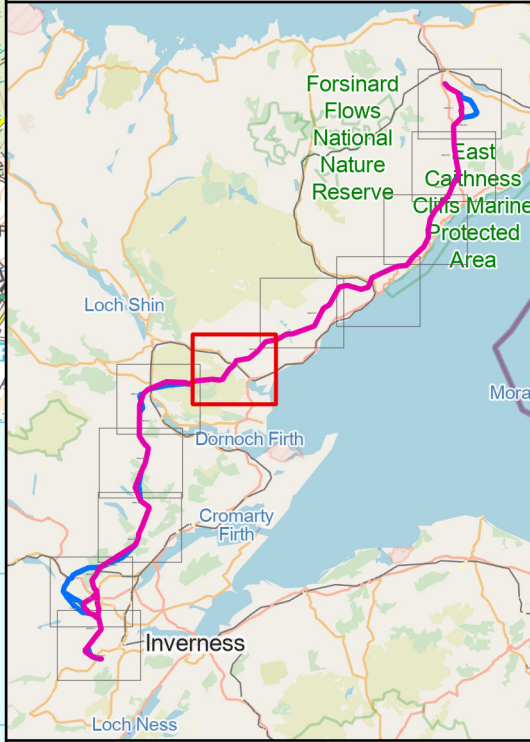 Forsinard
Flows
National
Nature
Reserve
East
Caithness
Cliffs Marine
Protected
Area
Loch Shin
Mora
Dornoch Firth
Cromarty
Firth
Inverness
Loch Ness